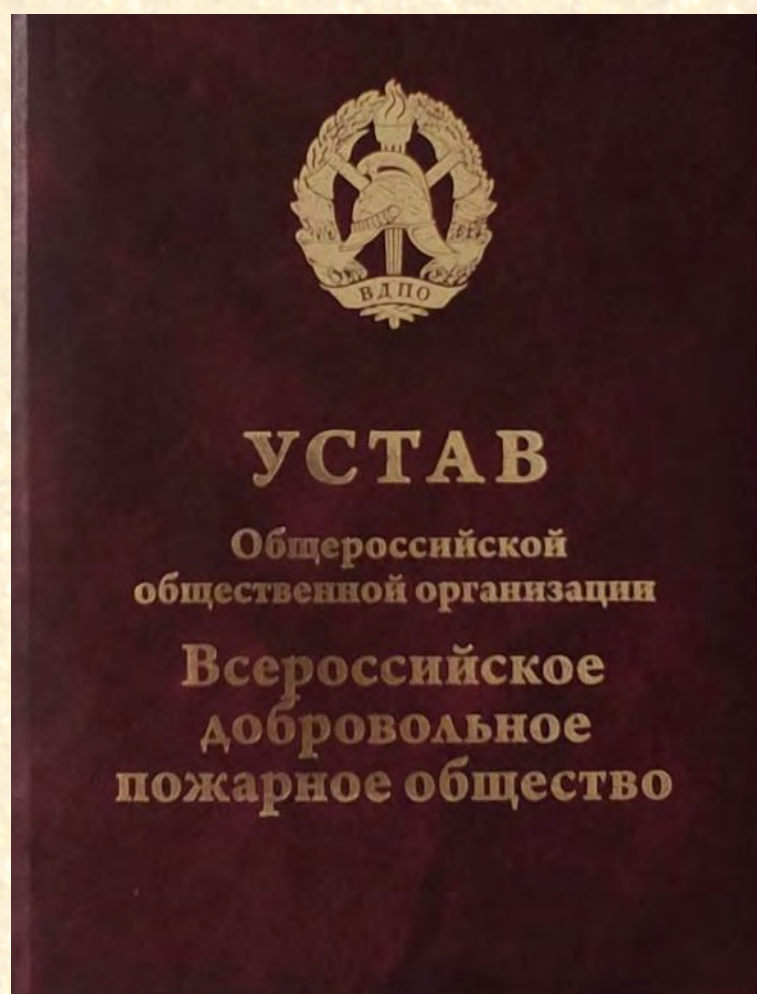 ВДПО
УСТАВ
Общероссийской
общественной организации
Всероссийское
добровольное
пожарное общество